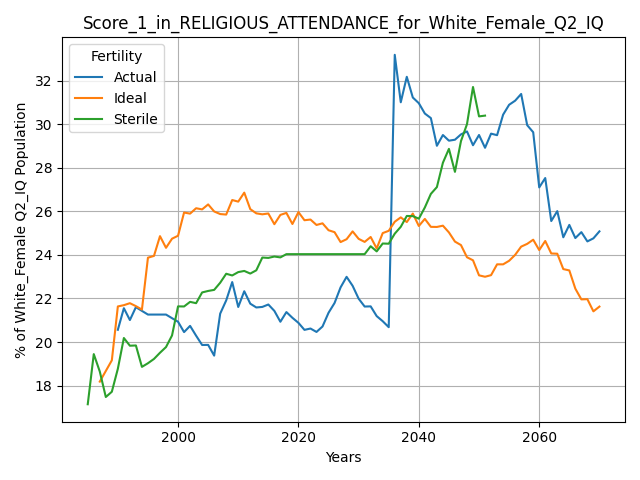 Score_1_in_RELIGIOUS_ATTENDANCE_for_White_Female_Q2_IQ
Fertility
Actual
Ideal
Sterile
% of White_Female Q2_IQ Population
32
30
28
26
24
22
20
18
2000
2020
2040
2060
Years